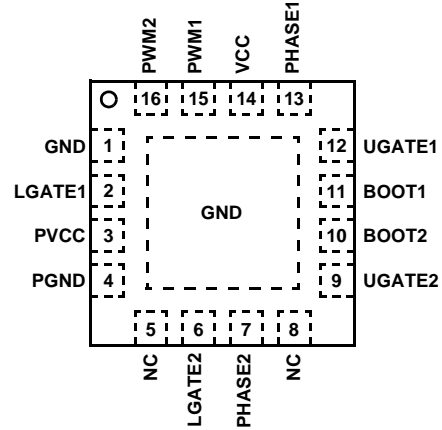 PWM2
PWM1
VCC
PHASE1
16
15
14
13
GND
1
12
UGATE1
LGATE1
2
11
BOOT1
GND
PVCC
3
10
BOOT2
PGND
4
9
UGATE2
5
6
7
8
NC
LGATE2
PHASE2
NC